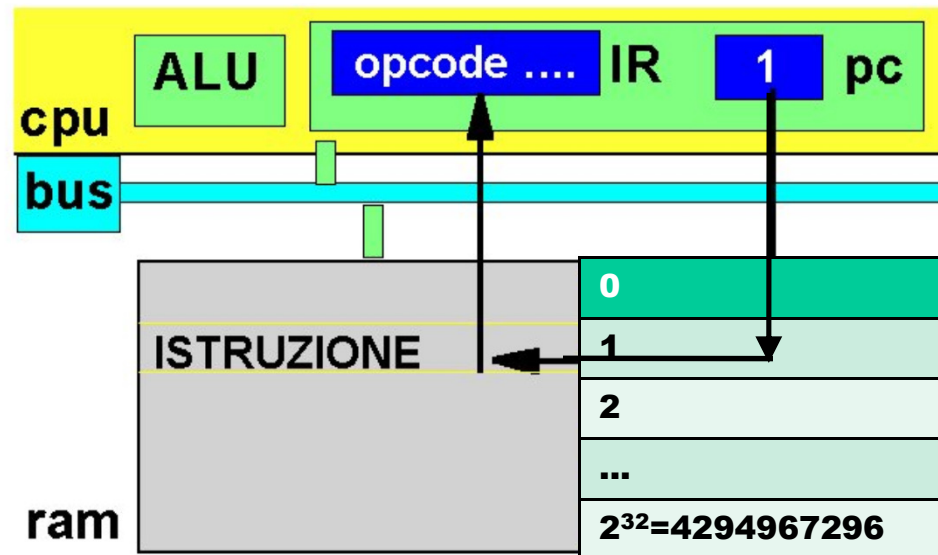 ALU
opcode .... IR
1 pc
cpu
bus
0
ISTRUZIONE
1
2
...
ram
2³²=4294967296